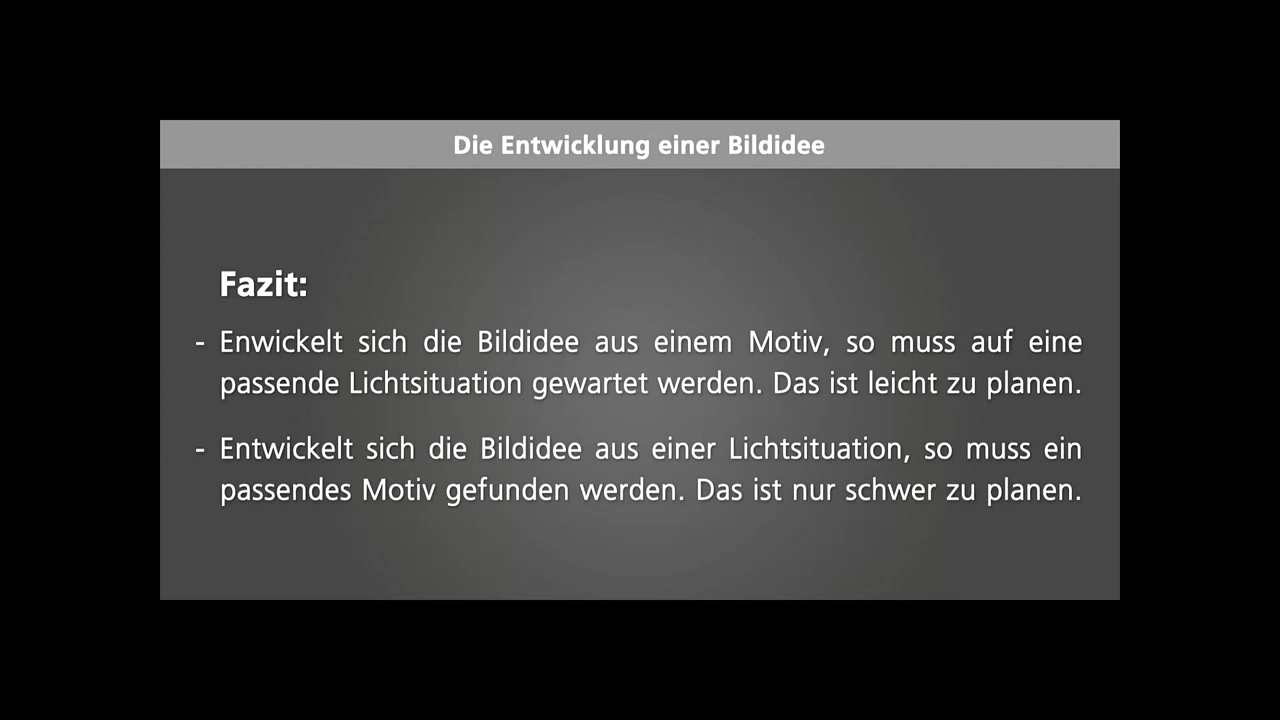 Die Entwicklung einer Bildidee
Fazit:
- Enwickelt sich die Bildidee aus einem Motiv, so muss auf eine
passende Lichtsituation gewartet werden. Das ist leicht zu planen.
- Entwickelt sich die Bildidee aus einer Lichtsituation, so muss ein
passendes Motiv gefunden werden. Das ist nur schwer zu planen.